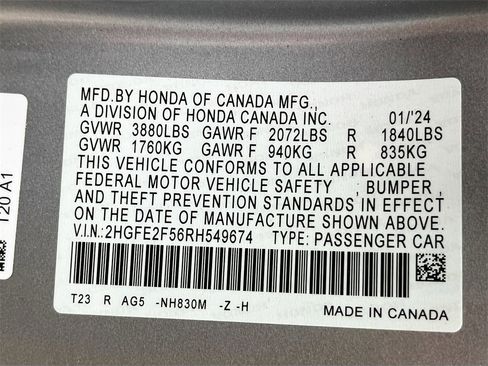 MFD.BY HONDA OF CANADA MFG.,
A DIVISION OF HONDA CANADA INC. 01/'24
GVWR 3880LBS GAWR F 2072LBS R 1840LBS
GVWR 1760KG GAWR F 940KG R 835KG
THIS VEHICLE CONFORMS TO ALL APPLICABLE
FEDERAL MOTOR VEHICLE SAFETY , BUMPER ,
AND THEFT PREVENTION STANDARDS IN EFFECT
ON THE DATE OF MANUFACTURE SHOWN ABOVE.
V.I.N.:2HGFE2F56RH549674 TYPE: PASSENGER CAR
T23 R AG5 -NH830M -Z -H MADE IN CANADA
T20 A1